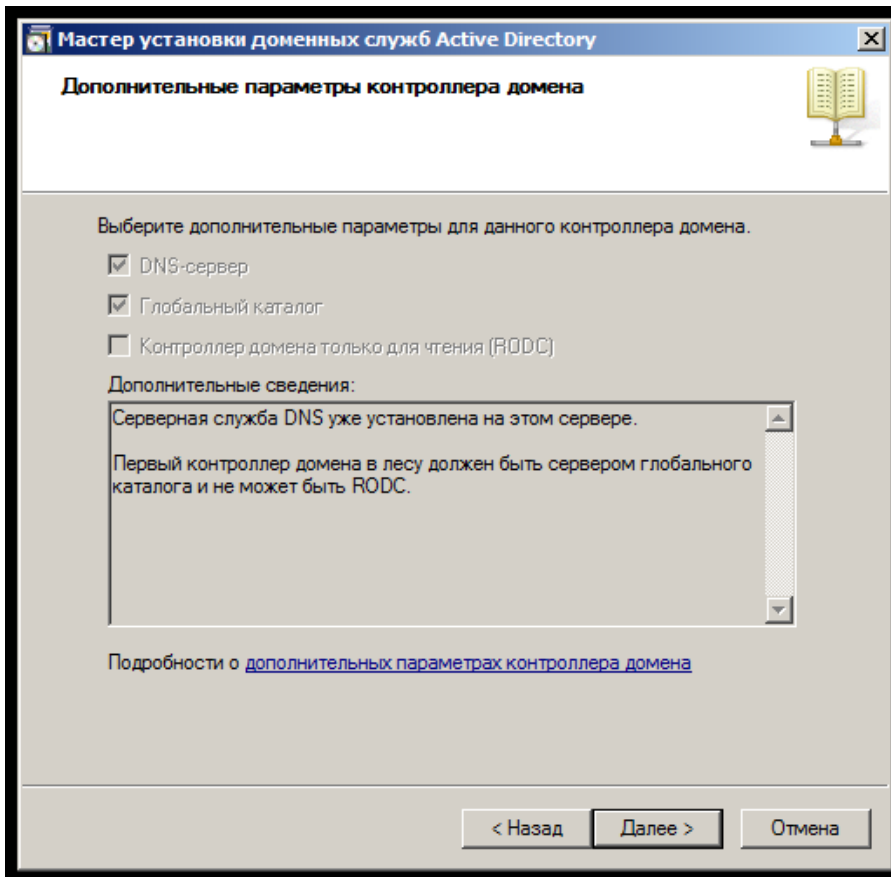 Мастер установки доменных служб Active Directory
Дополнительные параметры контроллера домена
Выберите дополнительные параметры для данного контроллера домена.
DNS-сервер
Глобальный каталог
Контроллер домена только для чтения (RODC)
Дополнительные сведения:
Серверная служба DNS уже установлена на этом сервере.
Первый контроллер домена в лесу должен быть сервером глобального
каталога и не может быть RODC.
Подробности о дополнительных параметрах контроллера домена
< Назад
Далее >
Отмена